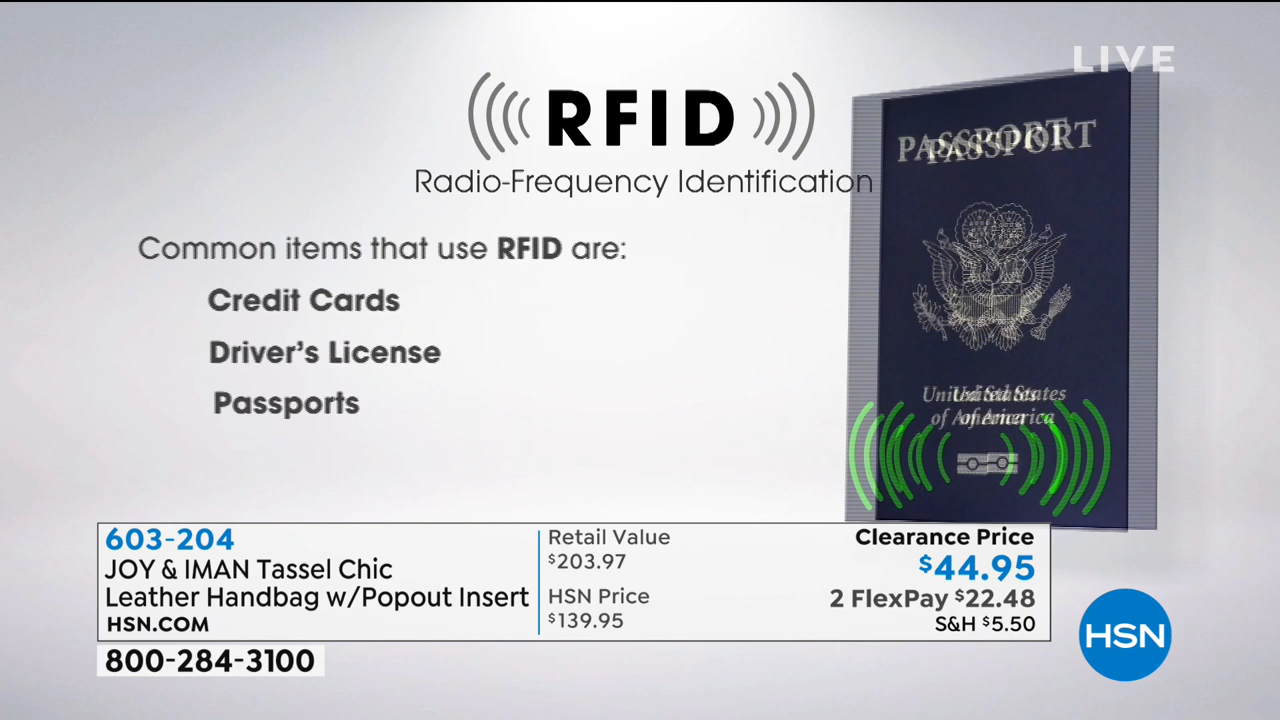 LIVE
RFID
Radio-Frequency Identification
PASSPORT
Common items that use RFID are:
Credit Cards
Driver's License
Passports
United States
of America
603-204
JOY & IMAN Tassel Chic
Leather Handbag w/Popout Insert
HSN.COM
Retail Value
$203.97
HSN Price
$139.95
Clearance Price
$44.95
2 FlexPay $22.48
S&H $5.50
800-284-3100
HSN